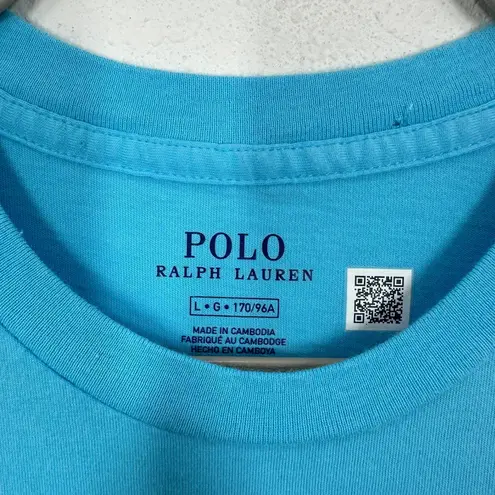 POLO
RALPH LAUREN
L • G • 170/96A
MADE IN CAMBODIA
FABRIQUÉ AU CAMBODGE
HECHO EN CAMBOYA